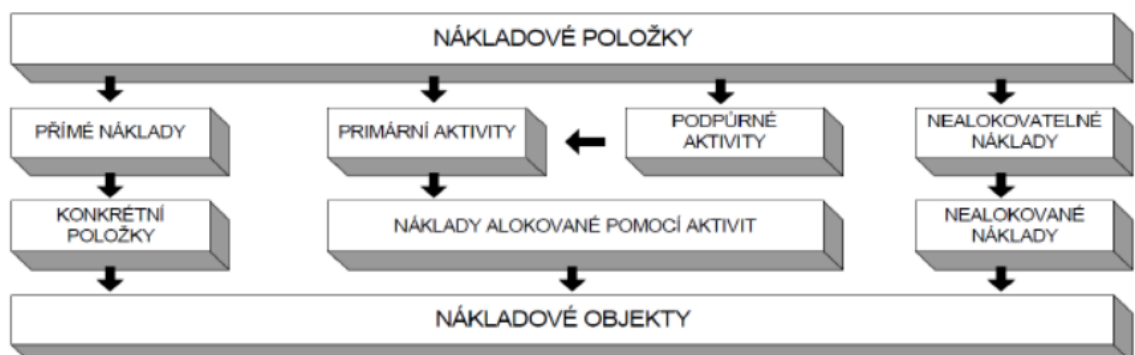 NÁKLADOVÉ POLOŽKY
PŘÍMÉ NÁKLADY
PRIMÁRNÍ AKTIVITY
PODPŮRNÉ
AKTIVITY
NEALOKOVATELNÉ
NÁKLADY
KONKRÉTNÍ
POLOŽKY
NÁKLADY ALOKOVANÉ POMOCÍ AKTIVIT
NEALOKOVANÉ
NÁKLADY
NÁKLADOVÉ OBJEKTY